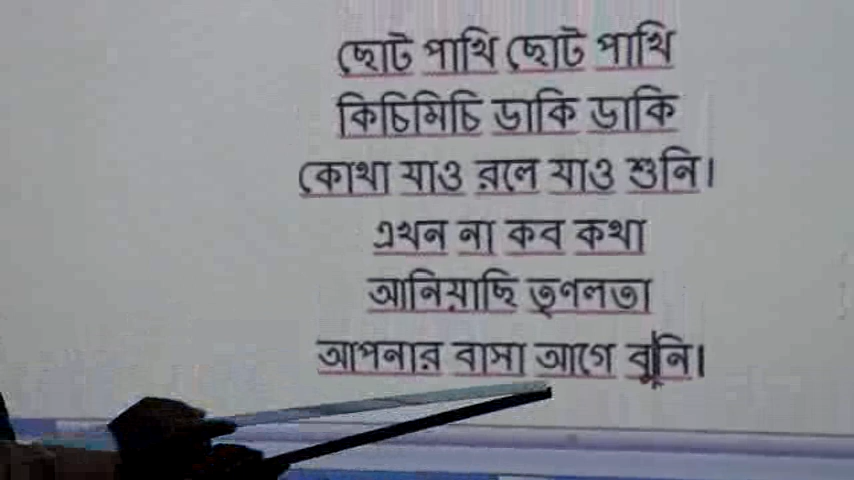 ছোট পাখি ছোট পাখি
কিচিমিচি ডাকি ডাকি
কোথা যাও বলে যাও শুনি।
এখন না কব কথা
আনিয়াছি তৃণলতা
আপনার বাসা আগে বুনি।